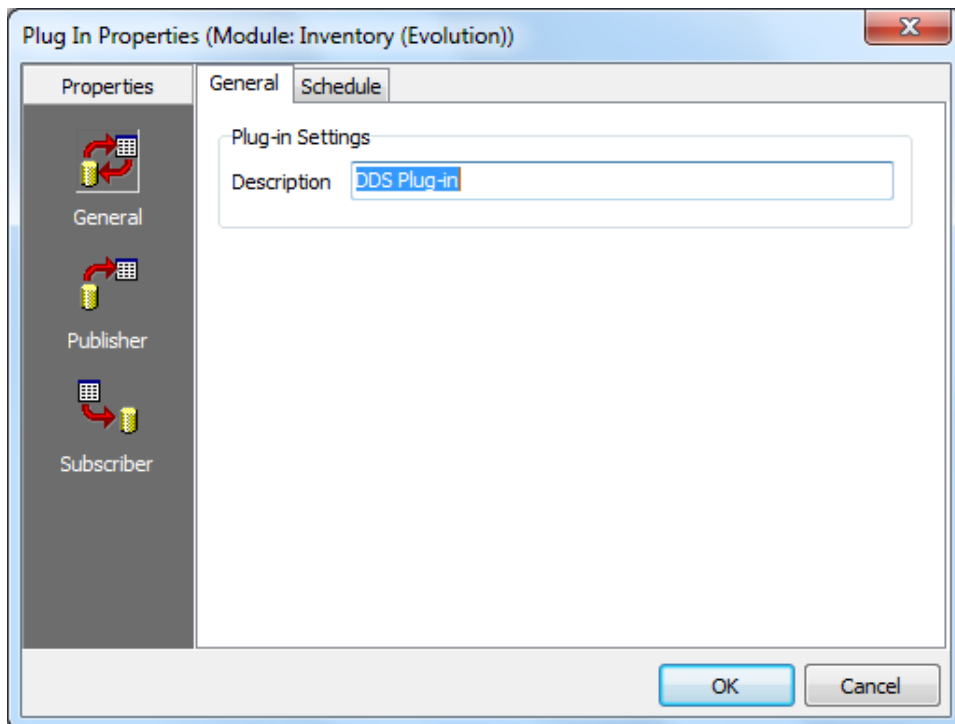 Plug In Properties (Module: Inventory (Evolution))
Properties
General
Publisher
Subscriber
General Schedule
Plug-in Settings
Description DDS Plug-in
OK Cancel